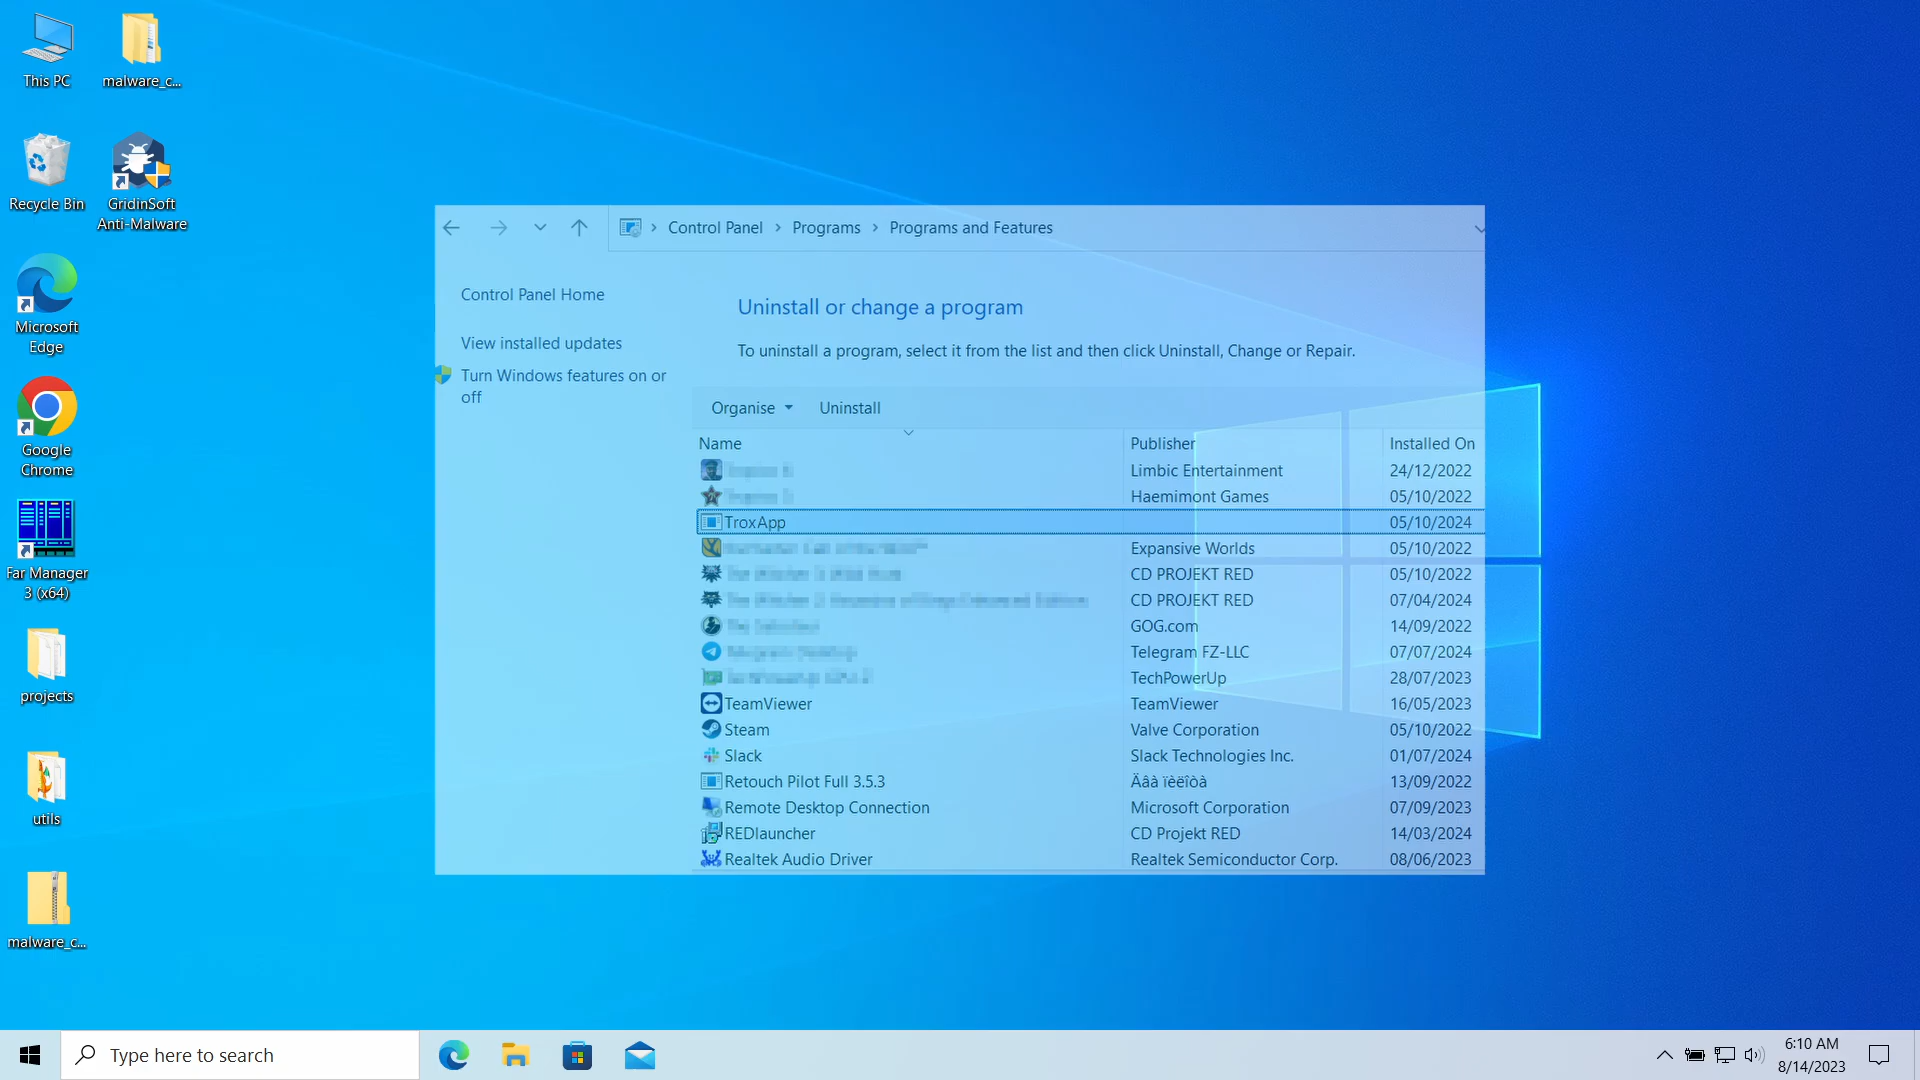 This PC
malware_c...
Recycle Bin
GridinSoft
Anti-Malware
Microsoft
Edge
Google
Chrome
Far Manager
3 (x64)
projects
utils
malware_c...
Control Panel > Programs > Programs and Features
Control Panel Home
View installed updates
Turn Windows features on or
off
Uninstall or change a program
To uninstall a program, select it from the list and then click Uninstall, Change or Repair.
Organise Uninstall
Name Publisher Installed On
Limbic Entertainment 24/12/2022
Haemimont Games 05/10/2022
TroxApp 05/10/2024
Expansive Worlds 05/10/2022
CD PROJEKT RED 05/10/2022
CD PROJEKT RED 07/04/2024
GOG.com 14/09/2022
Telegram FZ-LLC 07/07/2024
TechPowerUp 28/07/2023
TeamViewer TeamViewer 16/05/2023
Steam Valve Corporation 05/10/2022
Slack Slack Technologies Inc. 01/07/2024
Retouch Pilot Full 3.5.3 Äâà ïèëîòà 13/09/2022
Remote Desktop Connection Microsoft Corporation 07/09/2023
REDlauncher CD Projekt RED 14/03/2024
Realtek Audio Driver Realtek Semiconductor Corp. 08/06/2023
Type here to search
6:10 AM
8/14/2023